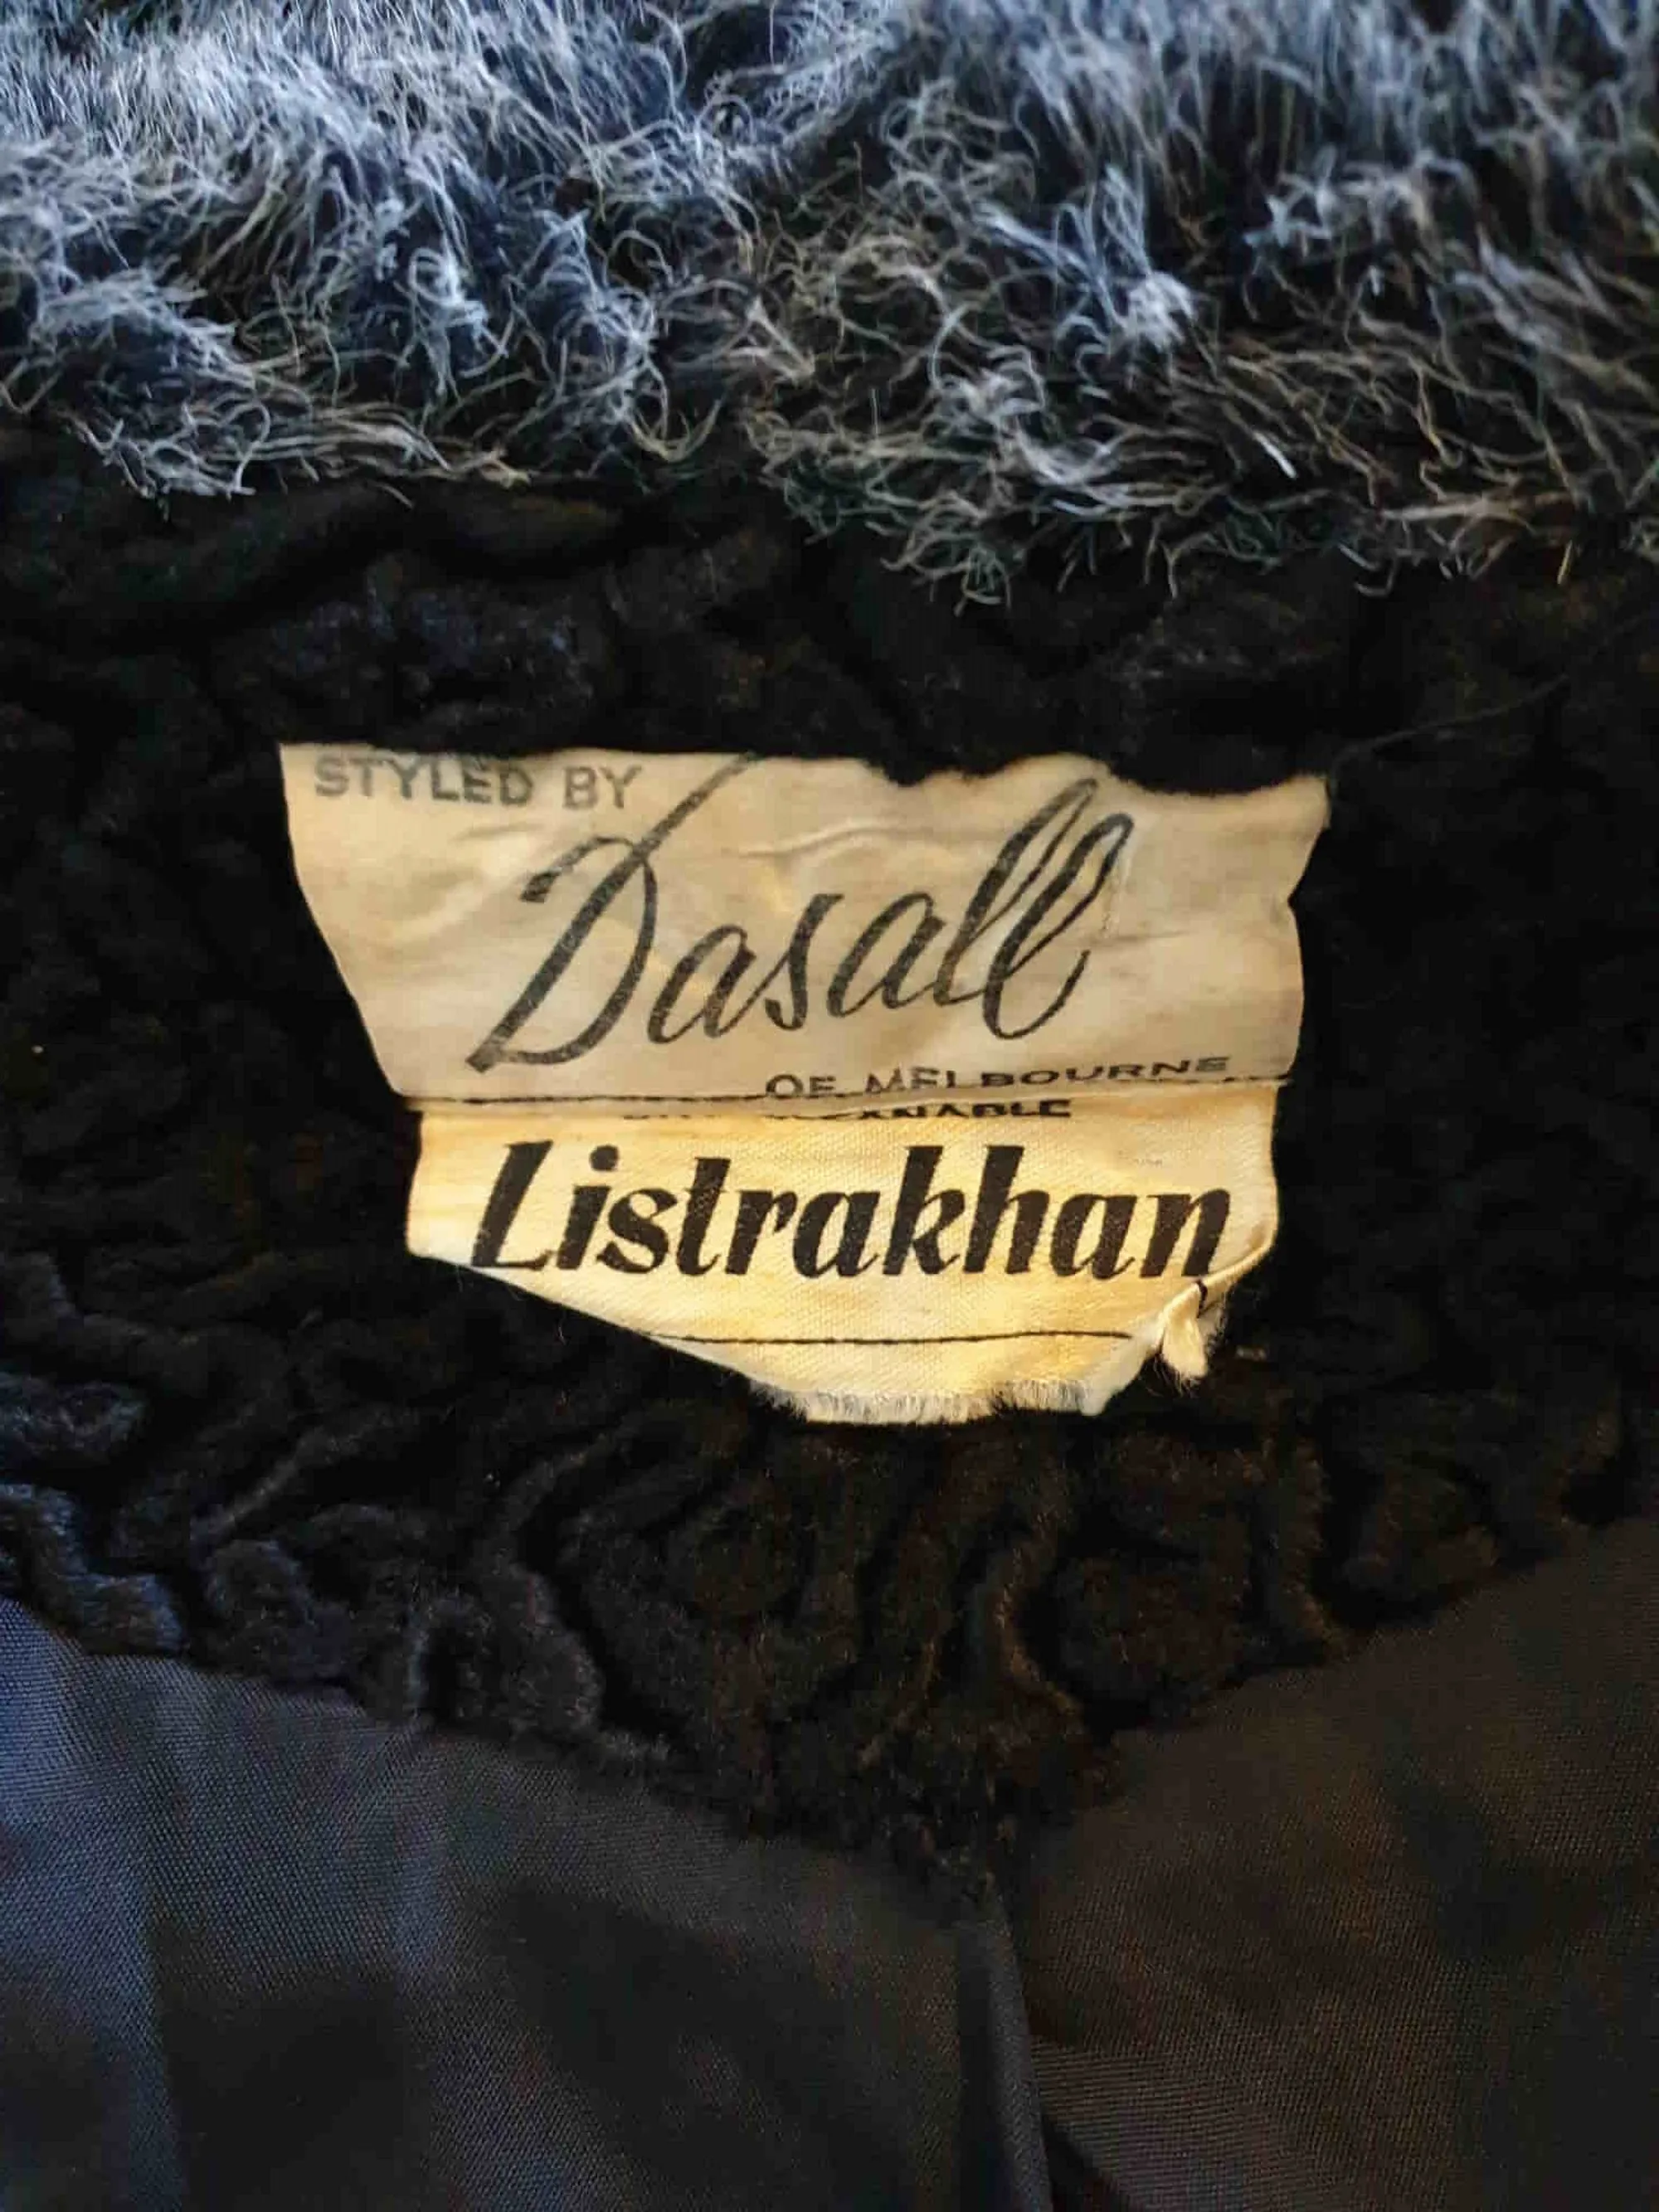 STYLED BY
Dasall
OF MELBOURNE
Listrakhan